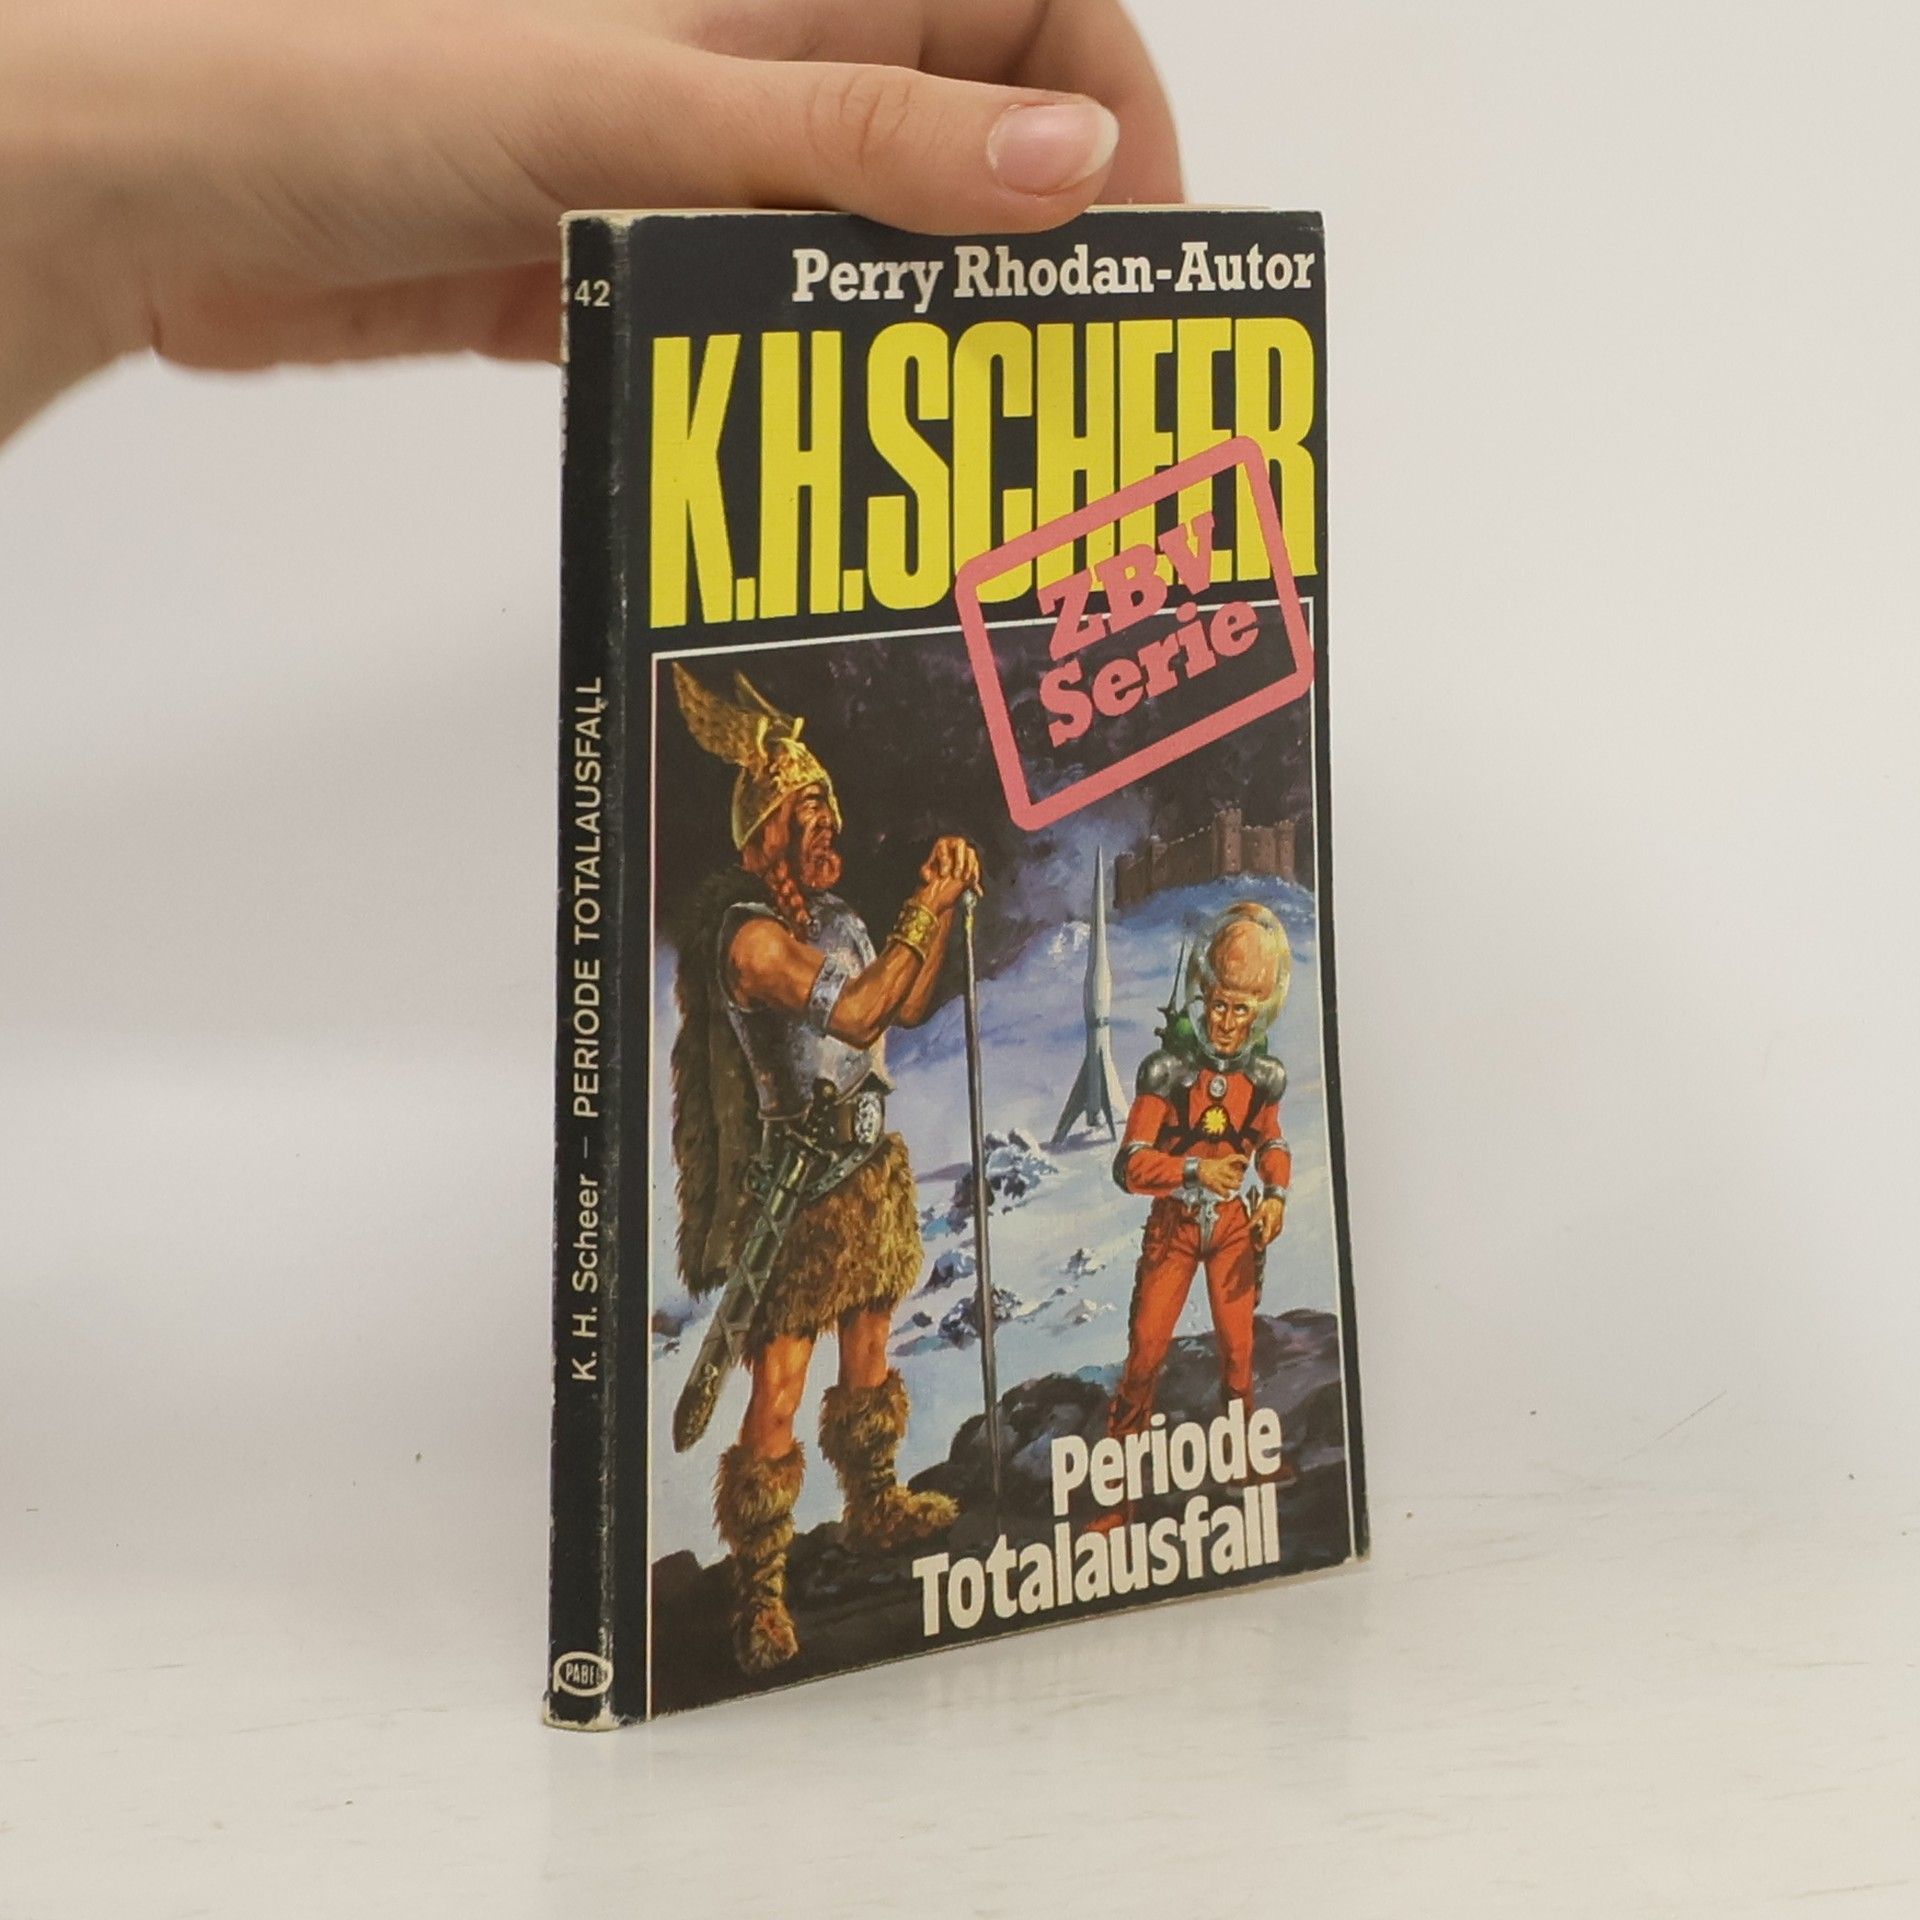 42
K. H. Scheer – PERIODE TOTALAUSFALL
PABEL
Perry Rhodan-Autor
K.H.SCHEER
ZBV
Serie
Periode
Totalausfall